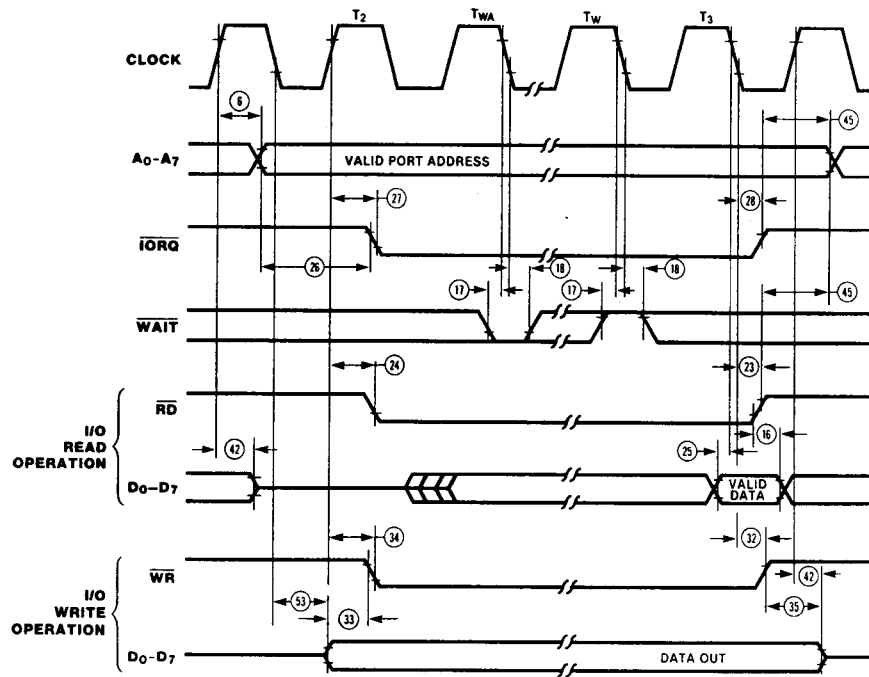 T2 TWA TW T3
CLOCK
6 45
A0-A7 VALID PORT ADDRESS
27 28
IORQ
26 18 18
17 17 45
WAIT
24 23
RD
I/O READ OPERATION
42 16
25
D0-D7 VALID DATA
34 32
WR
42
I/O WRITE OPERATION
53 33 35
D0-D7 DATA OUT